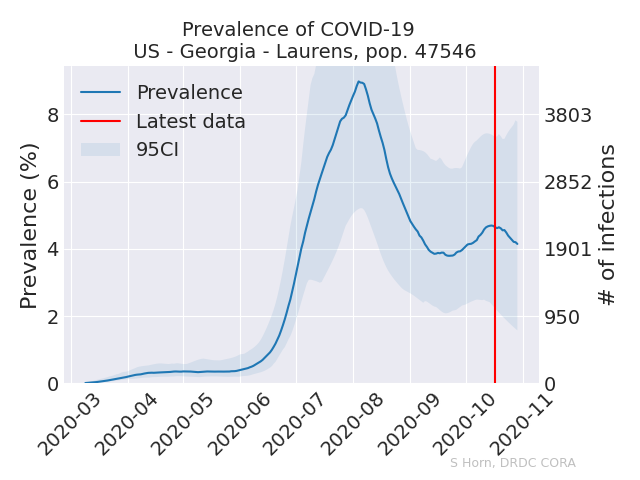 Prevalence of COVID-19
US - Georgia - Laurens, pop. 47546
Prevalence
Latest data
95CI
Prevalence (%)
8
6
4
2
0
3803
2852
1901
950
0
# of infections
2020-03
2020-04
2020-05
2020-06
2020-07
2020-08
2020-09
2020-10
2020-11
S Horn, DRDC CORA